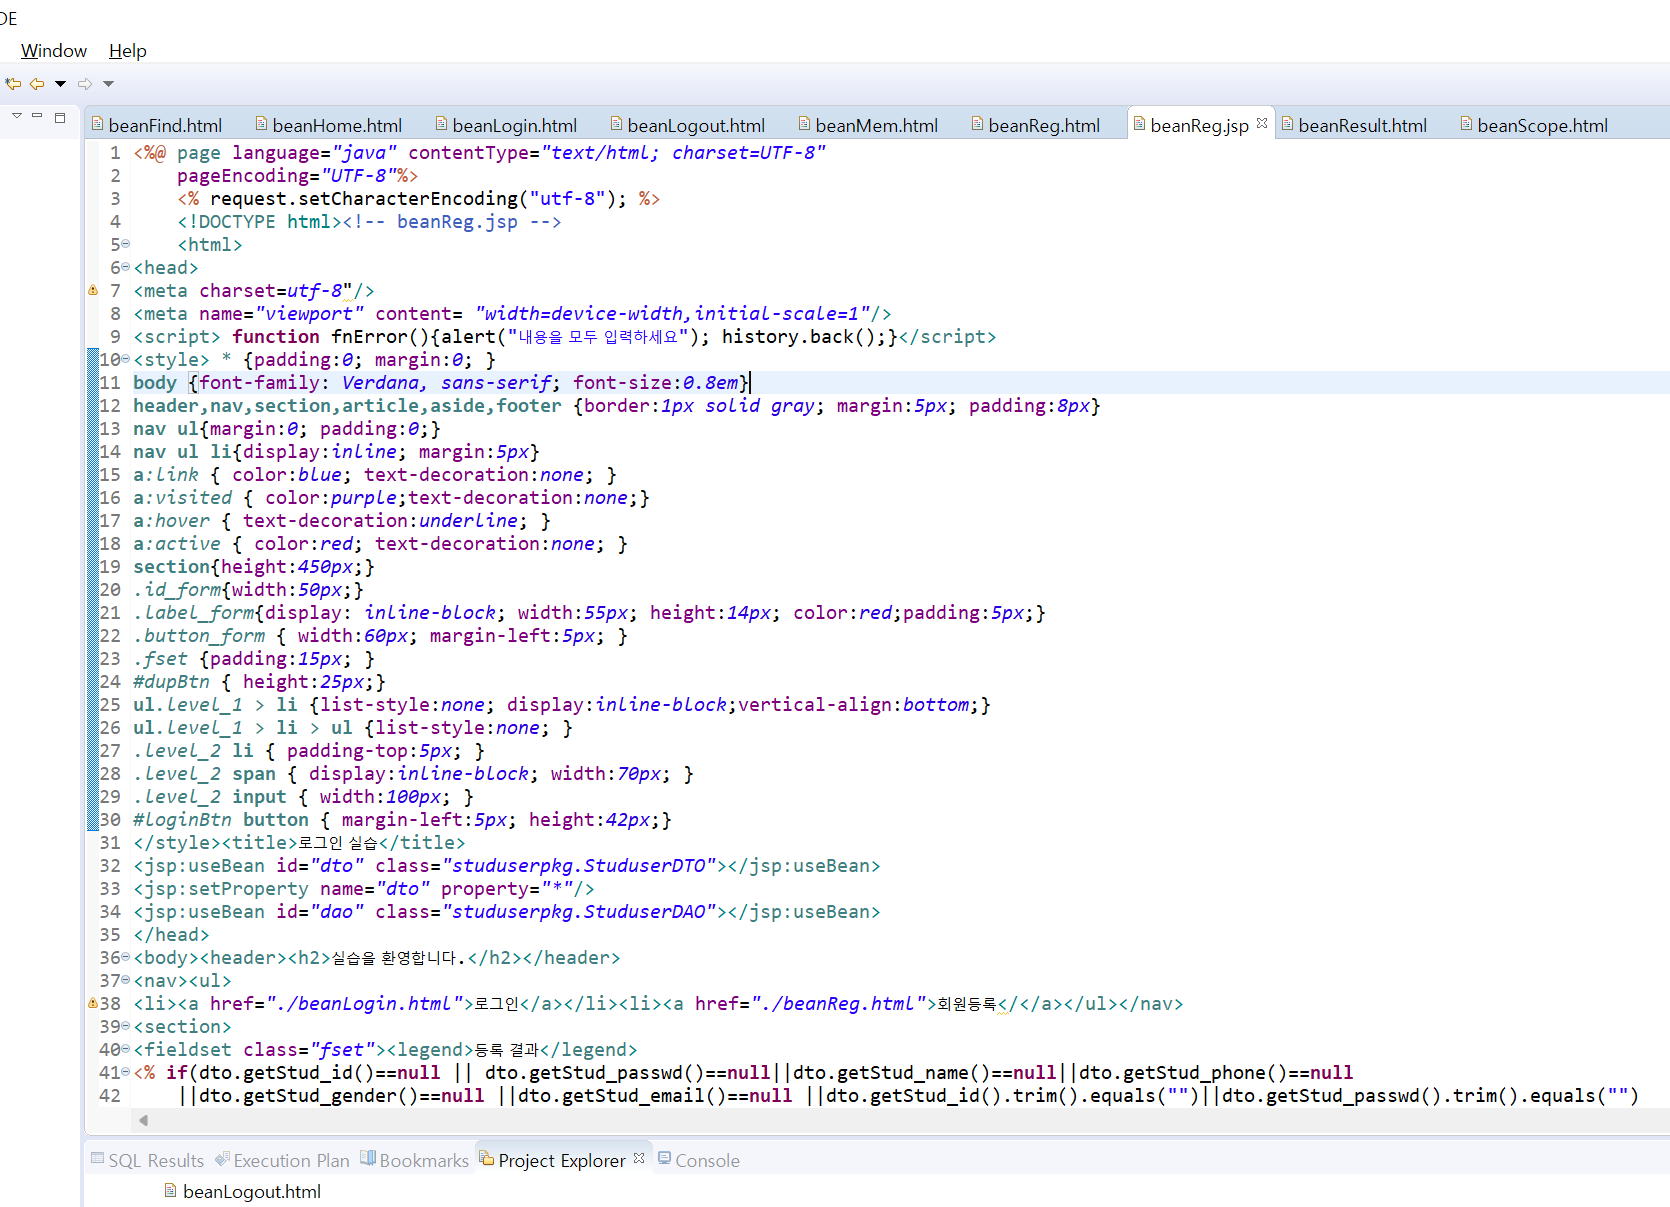 DE
Window Help
beanFind.html beanHome.html beanLogin.html beanLogout.html beanMem.html beanReg.html beanReg.jsp beanResult.html beanScope.html
1 <%@ page language="java" contentType="text/html; charset=UTF-8"
2 pageEncoding="UTF-8"%>
3 <% request.setCharacterEncoding("utf-8"); %>
4 <!DOCTYPE html><!-- beanReg.jsp -->
5 <html>
6 <head>
7 <meta charset=utf-8"/>
8 <meta name="viewport" content= "width=device-width,initial-scale=1"/>
9 <script> function fnError(){alert("내용을 모두 입력하세요"); history.back();}</script>
10 <style> * {padding:0; margin:0; }
11 body {font-family: Verdana, sans-serif; font-size:0.8em}
12 header,nav,section,article,aside,footer {border:1px solid gray; margin:5px; padding:8px}
13 nav ul{margin:0; padding:0;}
14 nav ul li{display:inline; margin:5px}
15 a:link { color:blue; text-decoration:none; }
16 a:visited { color:purple;text-decoration:none;}
17 a:hover { text-decoration:underline; }
18 a:active { color:red; text-decoration:none; }
19 section{height:450px;}
20 .id_form{width:50px;}
21 .label_form{display: inline-block; width:55px; height:14px; color:red;padding:5px;}
22 .button_form { width:60px; margin-left:5px; }
23 .fset {padding:15px; }
24 #dupBtn { height:25px;}
25 ul.level_1 > li {list-style:none; display:inline-block;vertical-align:bottom;}
26 ul.level_1 > li > ul {list-style:none; }
27 .level_2 li { padding-top:5px; }
28 .level_2 span { display:inline-block; width:70px; }
29 .level_2 input { width:100px; }
30 #loginBtn button { margin-left:5px; height:42px;}
31 </style><title>로그인 실습</title>
32 <jsp:useBean id="dto" class="studuserpkg.StuduserDTO"></jsp:useBean>
33 <jsp:setProperty name="dto" property="*"/>
34 <jsp:useBean id="dao" class="studuserpkg.StuduserDAO"></jsp:useBean>
35 </head>
36 <body><header><h2>실습을 환영합니다.</h2></header>
37 <nav><ul>
38 <li><a href="./beanLogin.html">로그인</a></li><li><a href="./beanReg.html">회원등록</</a></ul></nav>
39 <section>
40 <fieldset class="fset"><legend>등록 결과</legend>
41 <% if(dto.getStud_id()==null || dto.getStud_passwd()==null||dto.getStud_name()==null||dto.getStud_phone()==null
42 ||dto.getStud_gender()==null ||dto.getStud_email()==null ||dto.getStud_id().trim().equals("")||dto.getStud_passwd().trim().equals("")
SQL Results Execution Plan Bookmarks Project Explorer Console
beanLogout.html